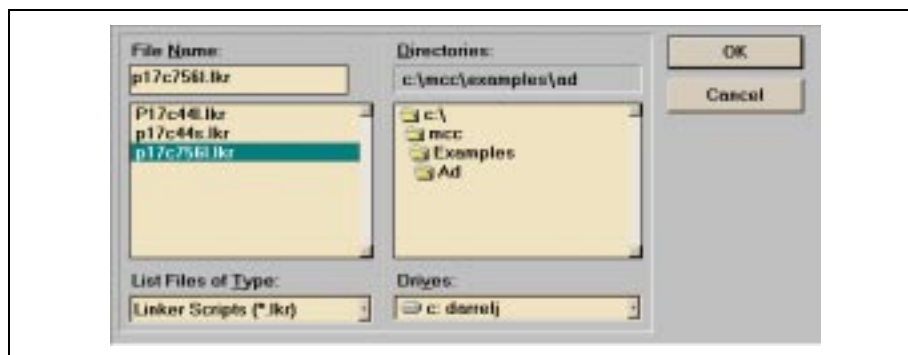 File Name:
p17c756l.lkr
P17c44l.lkr
p17c44s.lkr
p17c756l.lkr
List Files of Type:
Linker Scripts (*.lkr)
Directories:
c:\mcc\examples\ad
c:\
mcc
Examples
Ad
Drives:
c: darrelj
OK
Cancel